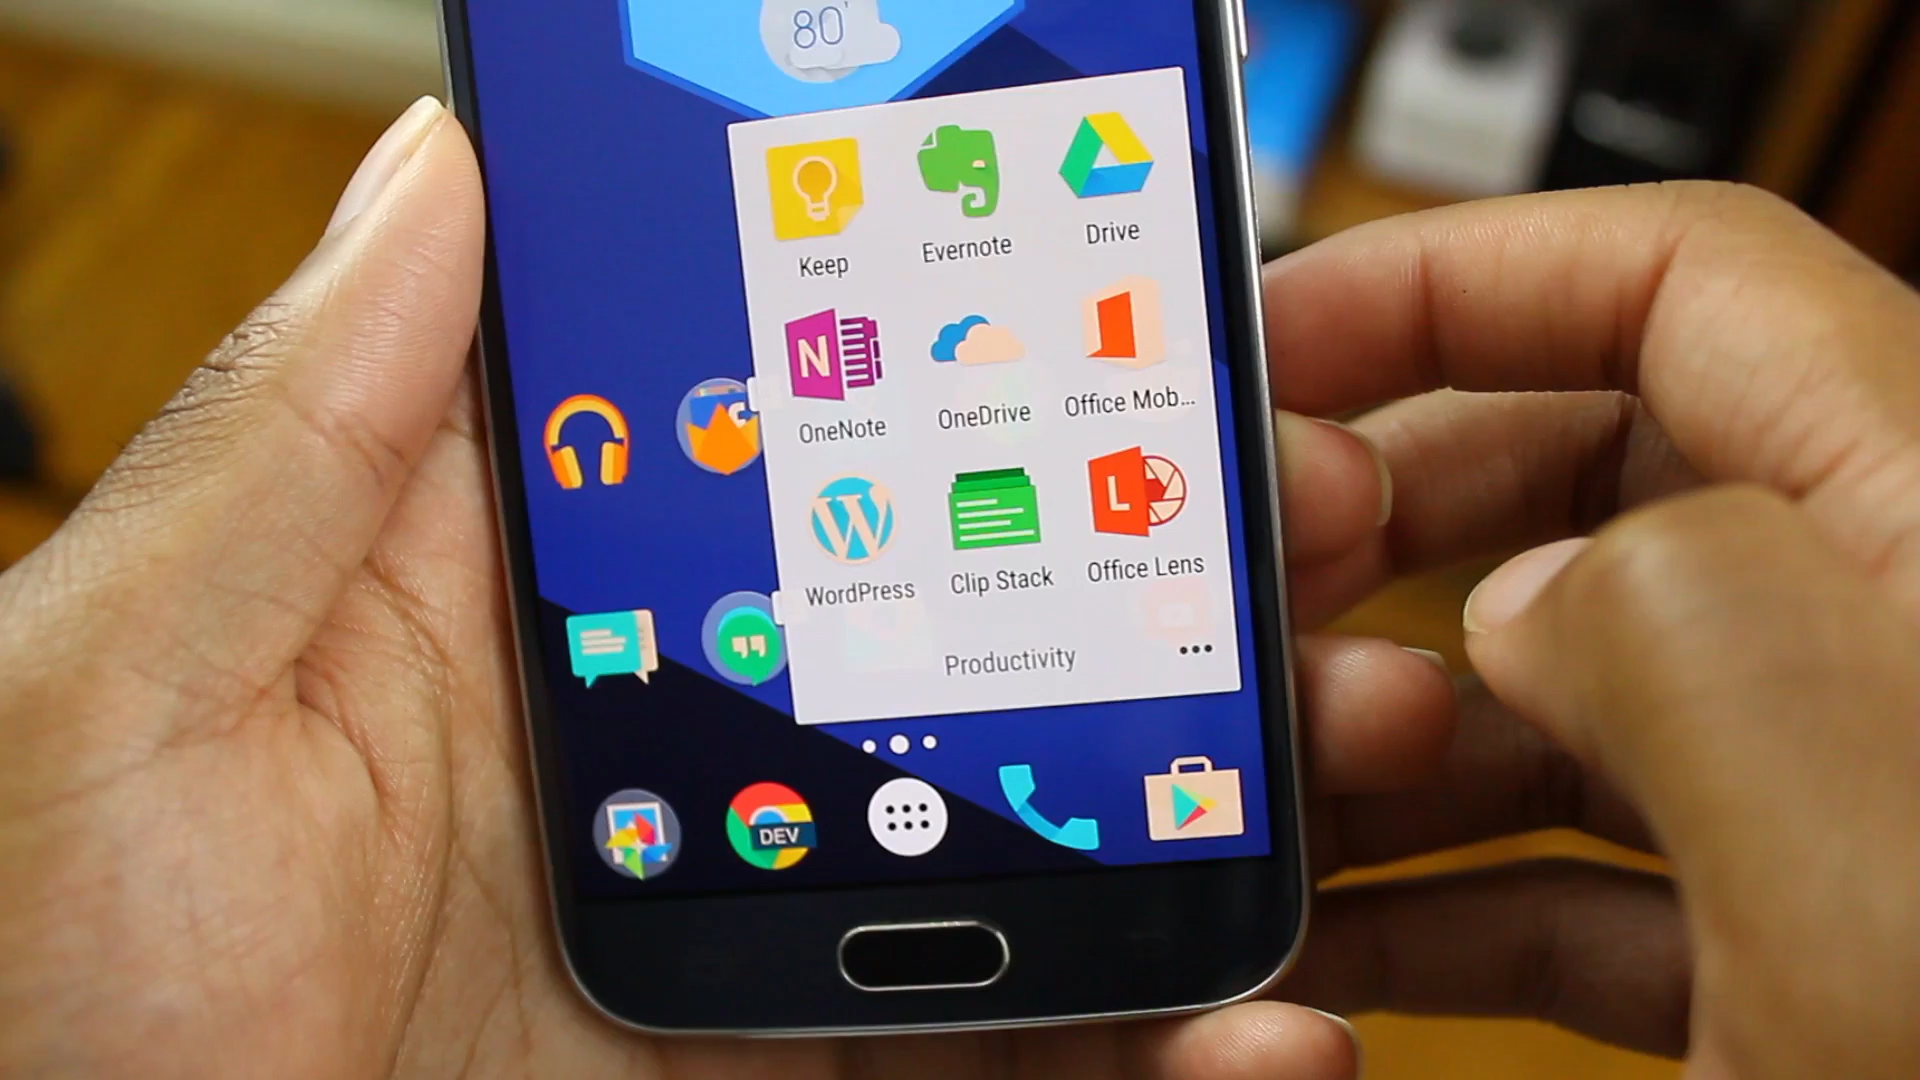 80°
Keep
Evernote
Drive
N
OneNote
OneDrive
Office Mob...
W
WordPress
Clip Stack
L
Office Lens
Productivity
DEV